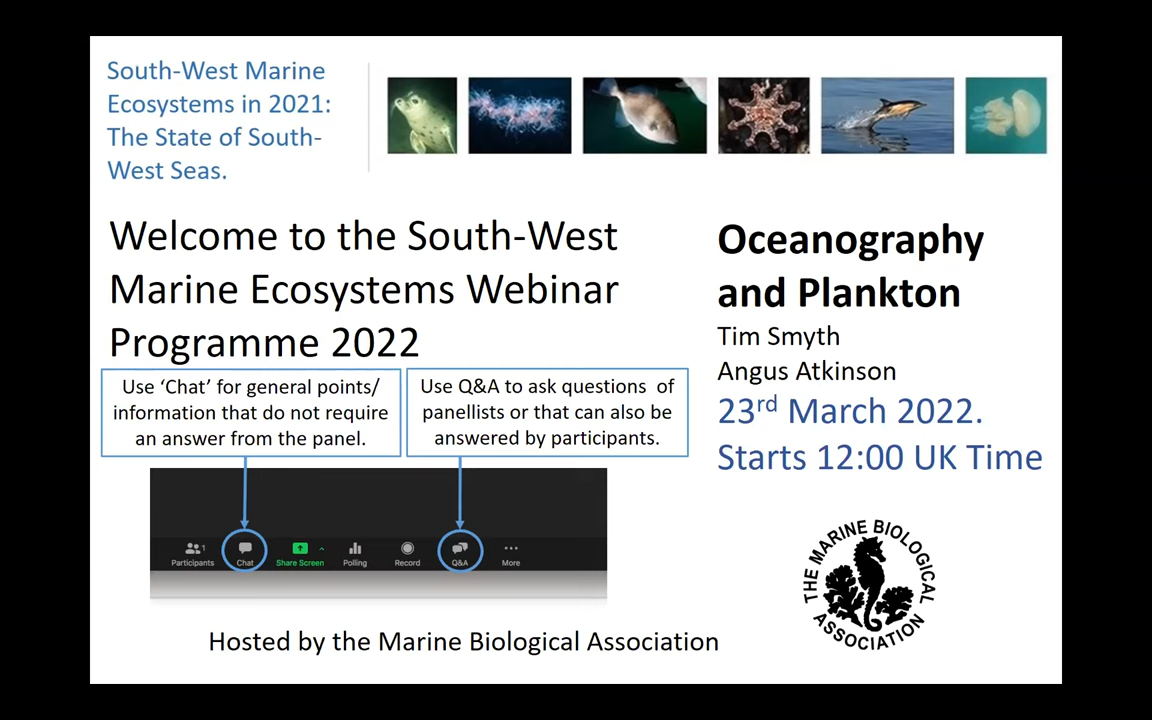 South-West Marine
Ecosystems in 2021:
The State of South-
West Seas.
Welcome to the South-West
Marine Ecosystems Webinar
Programme 2022
Oceanography
and Plankton
Tim Smyth
Angus Atkinson
23rd March 2022.
Starts 12:00 UK Time
Use ‘Chat’ for general points/
information that do not require
an answer from the panel.
Use Q&A to ask questions of
panellists or that can also be
answered by participants.
1
Participants
Chat
Share Screen
Polling
Record
Q&A
More
THE MARINE BIOLOGICAL
ASSOCIATION
Hosted by the Marine Biological Association